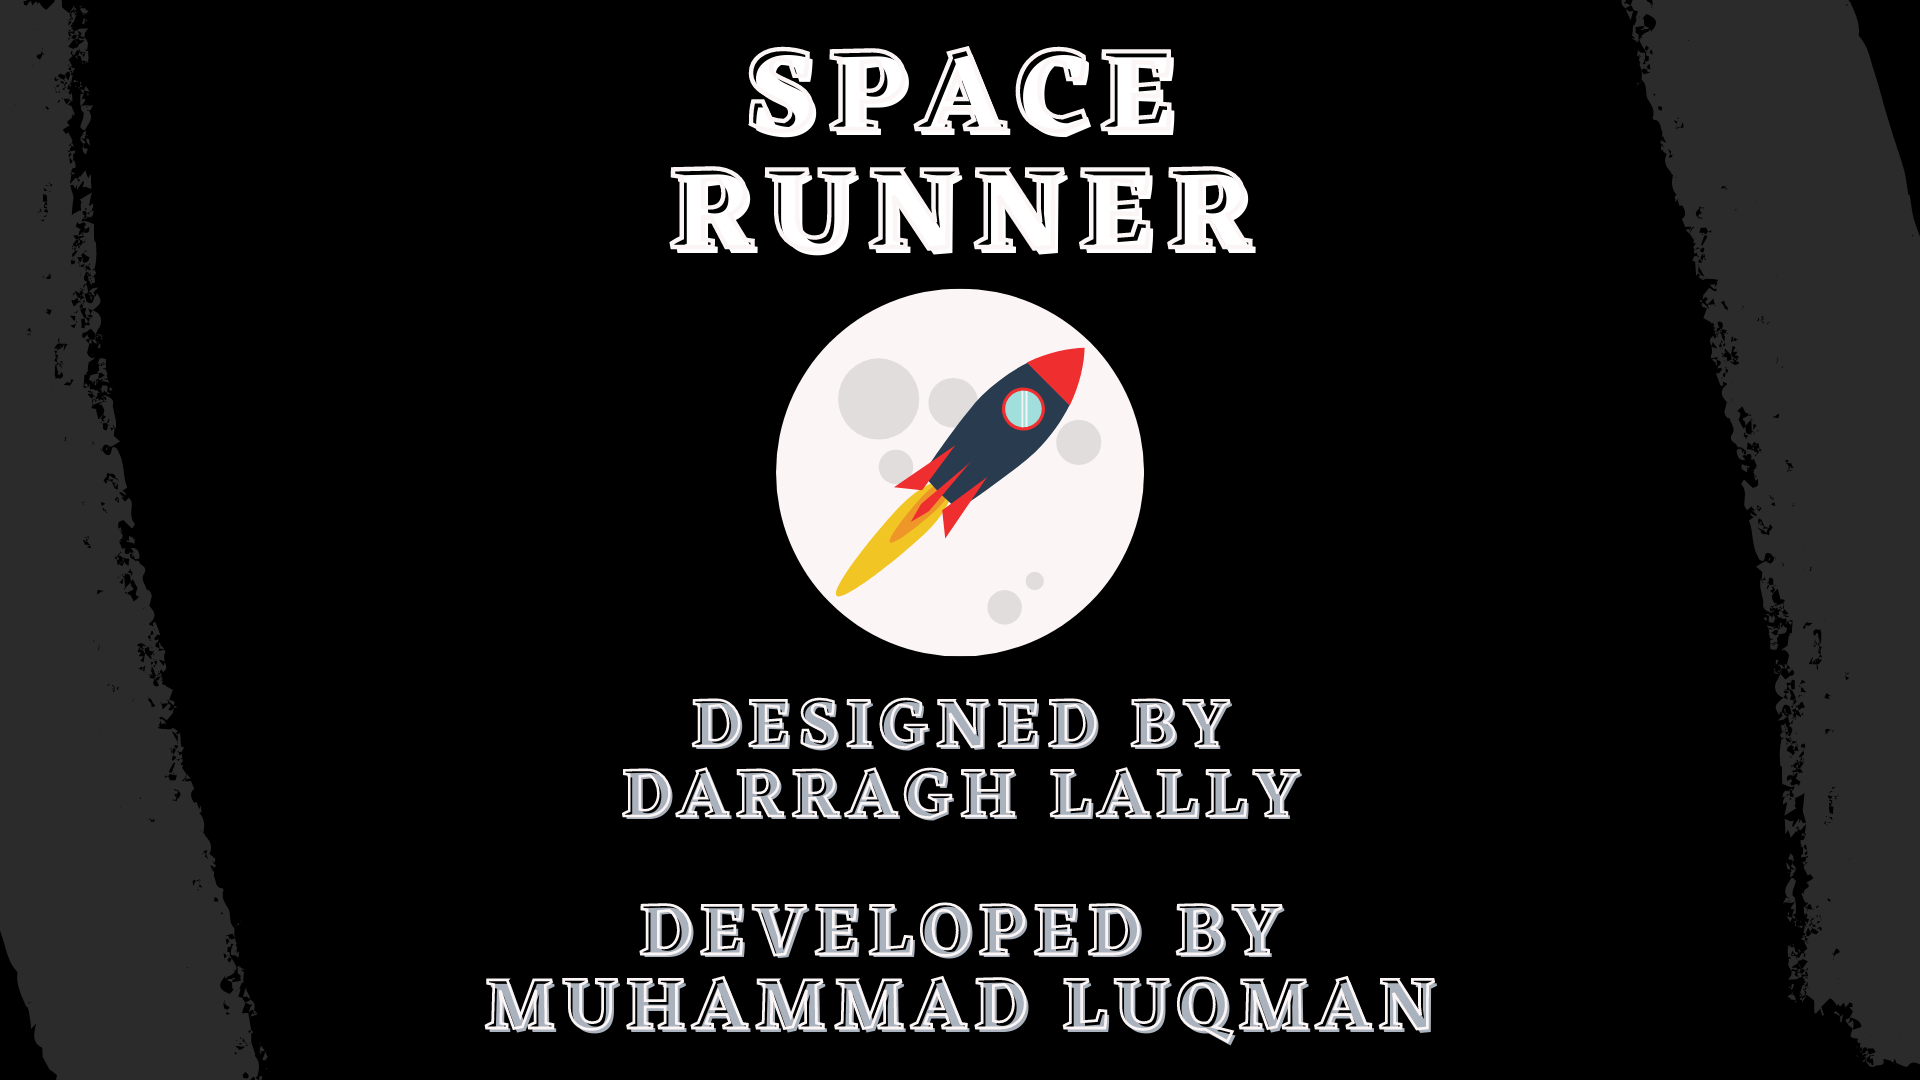 SPACE
RUNNER
DESIGNED BY
DARRAGH LALLY
DEVELOPED BY
MUHAMMAD LUQMAN